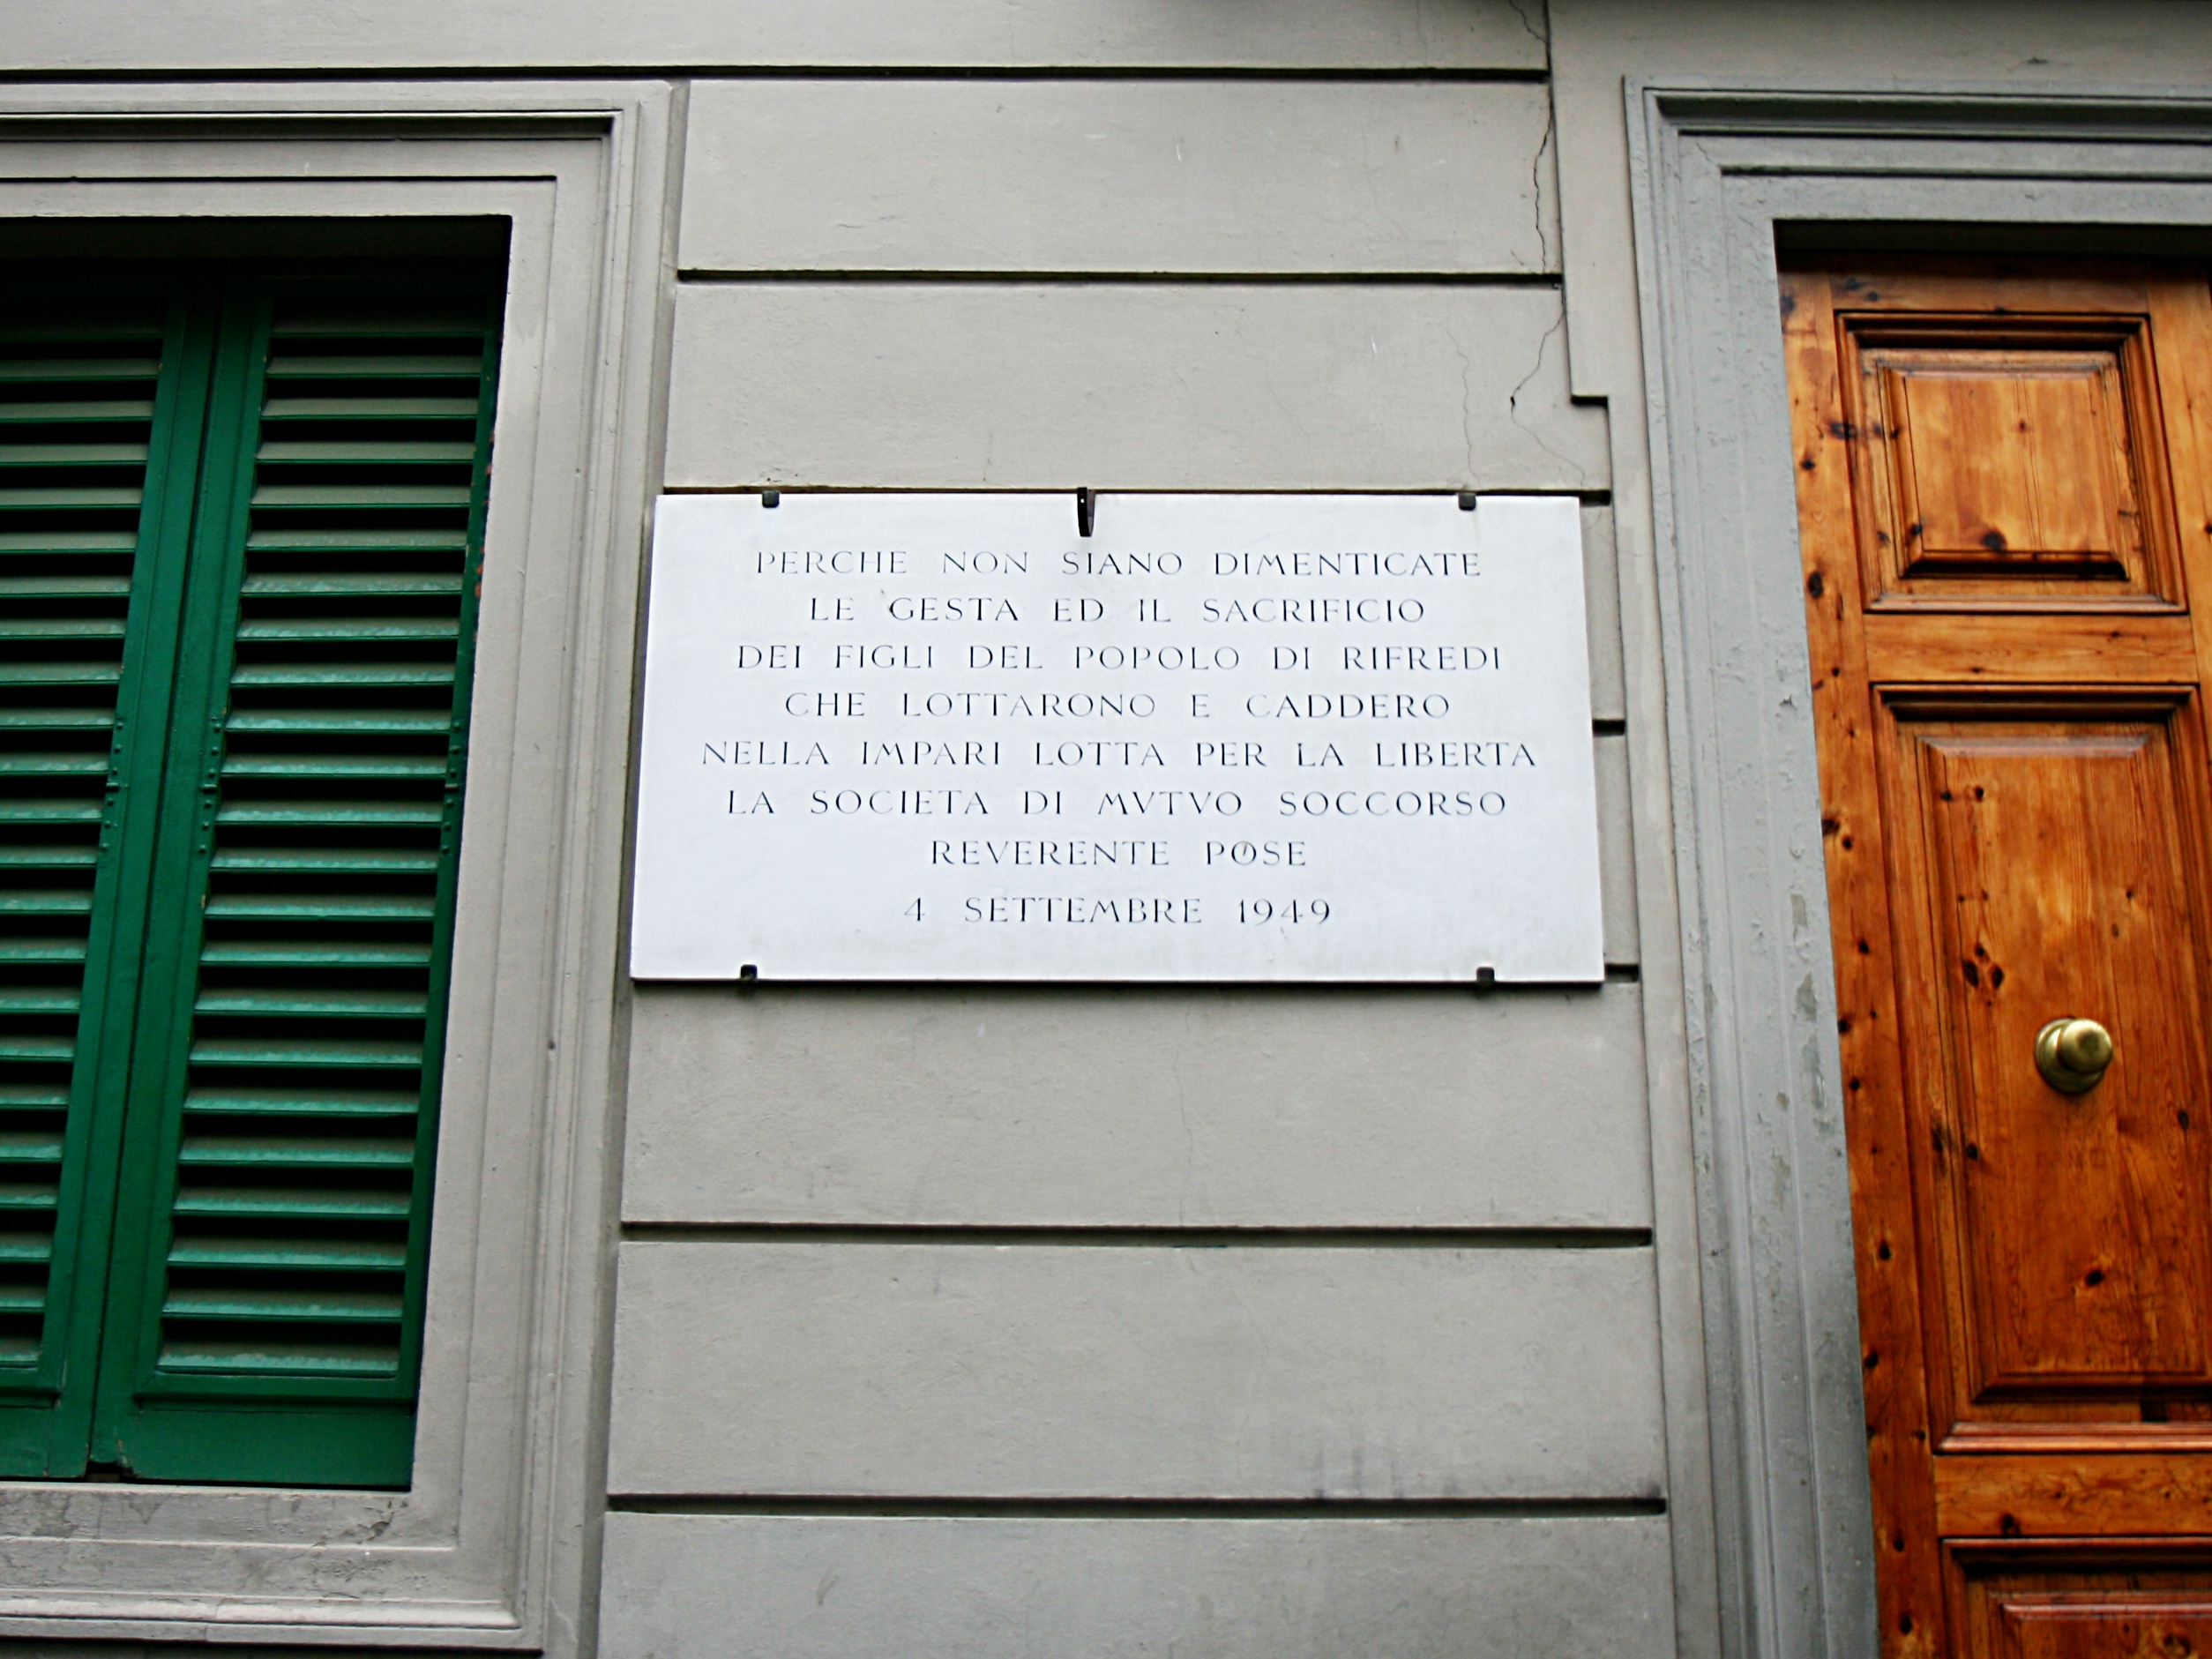 PERCHE NON SIANO DIMENTICATE
LE GESTA ED IL SACRIFICIO
DEI FIGLI DEL POPOLO DI RIFREDI
CHE LOTTARONO E CADDERO
NELLA IMPARI LOTTA PER LA LIBERTA
LA SOCIETA DI MVTVO SOCCORSO
REVERENTE POSE
4 SETTEMBRE 1949